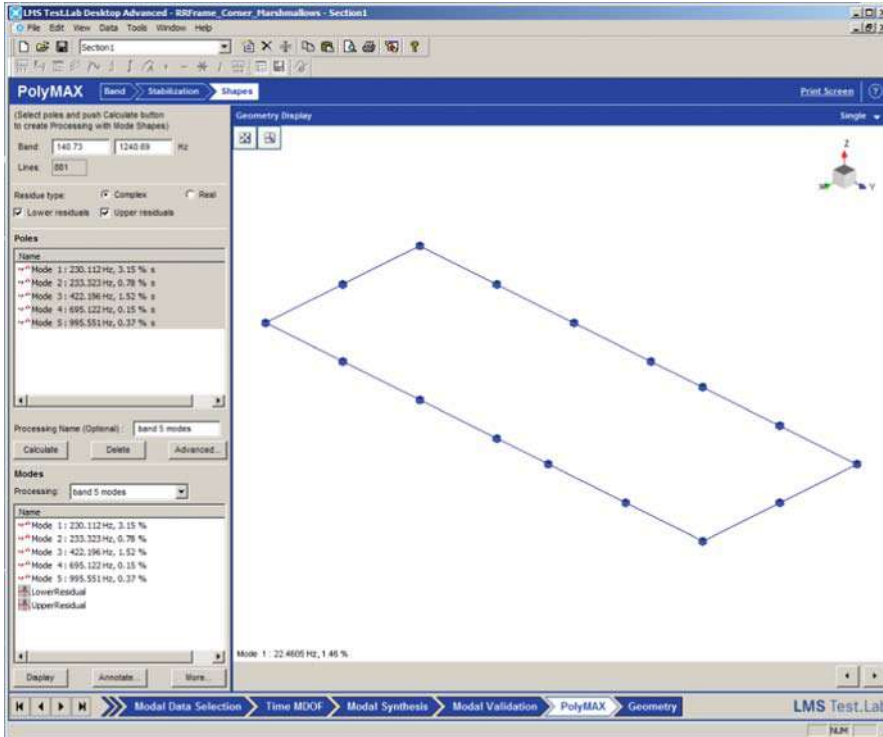 LMS Test.Lab Desktop Advanced - RRFrame_Corner_Marshmallows - Section1
File Edit View Data Tools Window Help
Section1
PolyMAX
Band
Stabilization
Shapes
Print Screen
(Select poles and push Calculate button
to create Processing with Mode Shapes)
Band: 140.73 1240.69 Hz
Lines: 881
Residue type: Complex Real
Lower residuals Upper residuals
Poles
Name
Mode 1 : 230.112 Hz, 3.15 % s
Mode 2 : 233.323 Hz, 0.78 % s
Mode 3 : 422.196 Hz, 1.52 % s
Mode 4 : 695.122 Hz, 0.15 % s
Mode 5 : 995.551 Hz, 0.37 % s
Processing Name (Optional) : band 5 modes
Calculate Delete Advanced...
Modes
Processing: band 5 modes
Name
Mode 1 : 230.112 Hz, 3.15 %
Mode 2 : 233.323 Hz, 0.78 %
Mode 3 : 422.196 Hz, 1.52 %
Mode 4 : 695.122 Hz, 0.15 %
Mode 5 : 995.551 Hz, 0.37 %
LowerResidual
UpperResidual
Display Annotate... More...
Geometry Display
Single
Z
Y
Mode 1 : 22.4605 Hz, 1.46 %
Modal Data Selection
Time MDOF
Modal Synthesis
Modal Validation
PolyMAX
Geometry
LMS Test.Lab
NUM